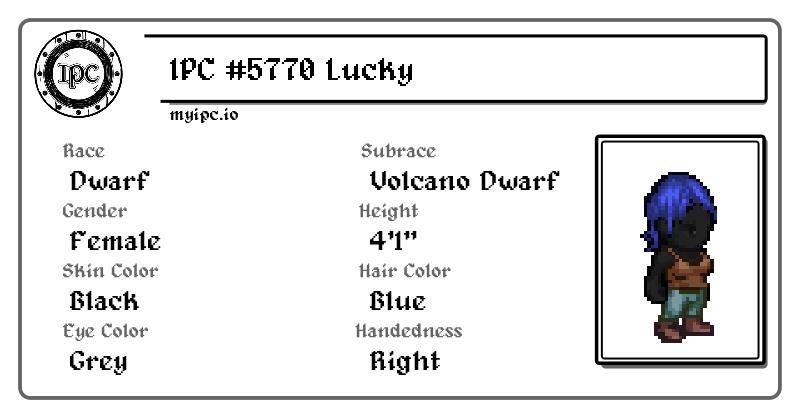 IPC
IPC #5770 Lucky
myipc.io
Race
Dwarf
Subrace
Volcano Dwarf
Gender
Female
Height
4'1"
Skin Color
Black
Hair Color
Blue
Eye Color
Grey
Handedness
Right